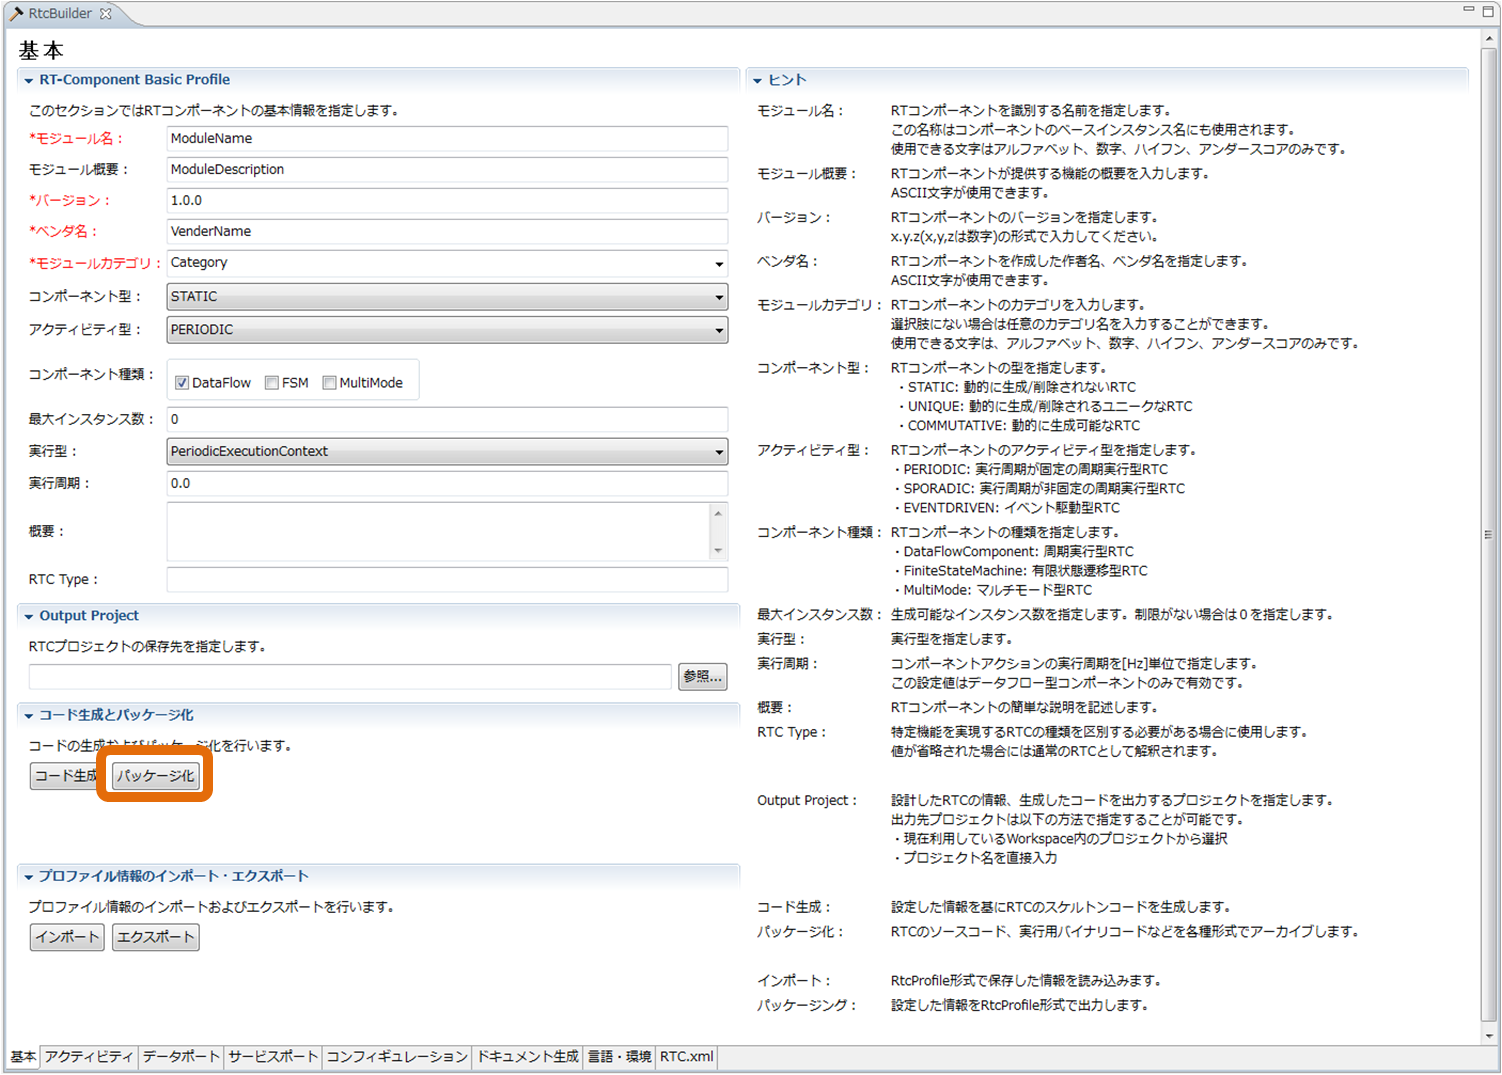 RtcBuilder
基本
RT-Component Basic Profile
このセクションではRTコンポーネントの基本情報を指定します。
*モジュール名：
ModuleName
モジュール概要：
ModuleDescription
*バージョン：
1.0.0
*ベンダ名：
VenderName
*モジュールカテゴリ：
Category
コンポーネント型：
STATIC
アクティビティ型：
PERIODIC
コンポーネント種類：
DataFlow FSM MultiMode
最大インスタンス数：
0
実行型：
PeriodicExecutionContext
実行周期：
0.0
概要：
RTC Type：
Output Project
RTCプロジェクトの保存先を指定します。
参照...
コード生成とパッケージ化
コードの生成およびパッケージ化を行います。
コード生成
パッケージ化
プロファイル情報のインポート・エクスポート
プロファイル情報のインポートおよびエクスポートを行います。
インポート
エクスポート
ヒント
モジュール名：
RTコンポーネントを識別する名前を指定します。
この名称はコンポーネントのベースインスタンス名にも使用されます。
使用できる文字はアルファベット、数字、ハイフン、アンダースコアのみです。
モジュール概要：
RTコンポーネントが提供する機能の概要を入力します。
ASCII文字が使用できます。
バージョン：
RTコンポーネントのバージョンを指定します。
x.y.z(x,y,zは数字)の形式で入力してください。
ベンダ名：
RTコンポーネントを作成した作者名、ベンダ名を指定します。
ASCII文字が使用できます。
モジュールカテゴリ：
RTコンポーネントのカテゴリを入力します。
選択肢にない場合は任意のカテゴリ名を入力することができます。
使用できる文字は、アルファベット、数字、ハイフン、アンダースコアのみです。
コンポーネント型：
RTコンポーネントの型を指定します。
・STATIC: 動的に生成/削除されないRTC
・UNIQUE: 動的に生成/削除されるユニークなRTC
・COMMUTATIVE: 動的に生成可能なRTC
アクティビティ型：
RTコンポーネントのアクティビティ型を指定します。
・PERIODIC: 実行周期が固定の周期実行型RTC
・SPORADIC: 実行周期が非固定の周期実行型RTC
・EVENTDRIVEN: イベント駆動型RTC
コンポーネント種類：
RTコンポーネントの種類を指定します。
・DataFlowComponent: 周期実行型RTC
・FiniteStateMachine: 有限状態遷移型RTC
・MultiMode: マルチモード型RTC
最大インスタンス数：
生成可能なインスタンス数を指定します。制限がない場合は０を指定します。
実行型：
実行型を指定します。
実行周期：
コンポーネントアクションの実行周期を[Hz]単位で指定します。
この設定値はデータフロー型コンポーネントのみで有効です。
概要：
RTコンポーネントの簡単な説明を記述します。
RTC Type：
特定機能を実現するRTCの種類を区別する必要がある場合に使用します。
値が省略された場合には通常のRTCとして解釈されます。
Output Project：
設計したRTCの情報、生成したコードを出力するプロジェクトを指定します。
出力先プロジェクトは以下の方法で指定することが可能です。
・現在利用しているWorkspace内のプロジェクトから選択
・プロジェクト名を直接入力
コード生成：
設定した情報を基にRTCのスケルトンコードを生成します。
パッケージ化：
RTCのソースコード、実行用バイナリコードなどを各種形式でアーカイブします。
インポート：
RtcProfile形式で保存した情報を読み込みます。
パッケージング：
設定した情報をRtcProfile形式で出力します。
基本 アクティビティ データポート サービスポート コンフィギュレーション ドキュメント生成 言語・環境 RTC.xml